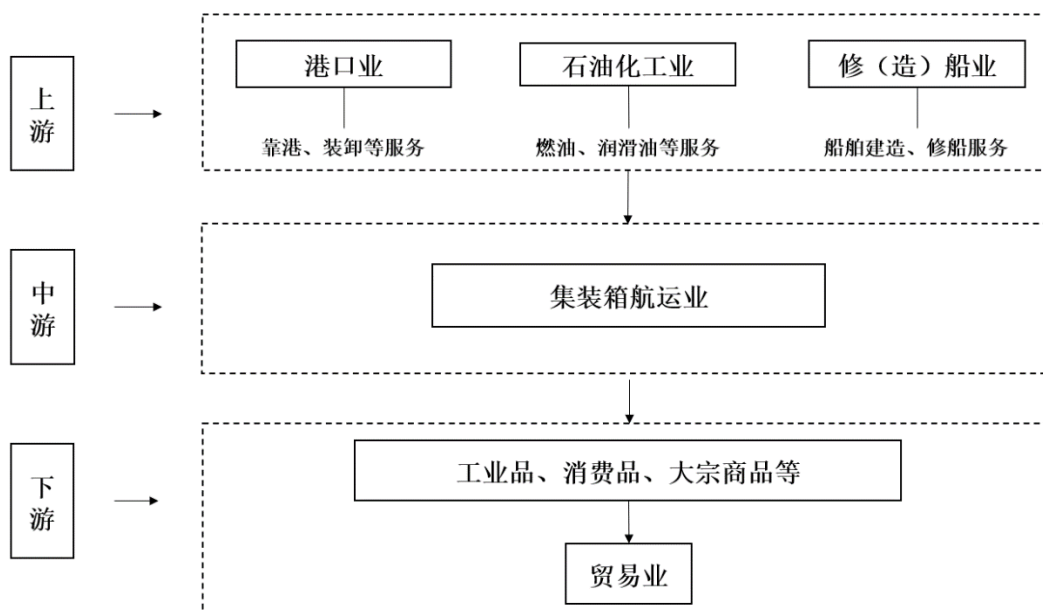 上游
港口业
石油化工业
修（造）船业
靠港、装卸等服务
燃油、润滑油等服务
船舶建造、修船服务
中游
集装箱航运业
下游
工业品、消费品、大宗商品等
贸易业